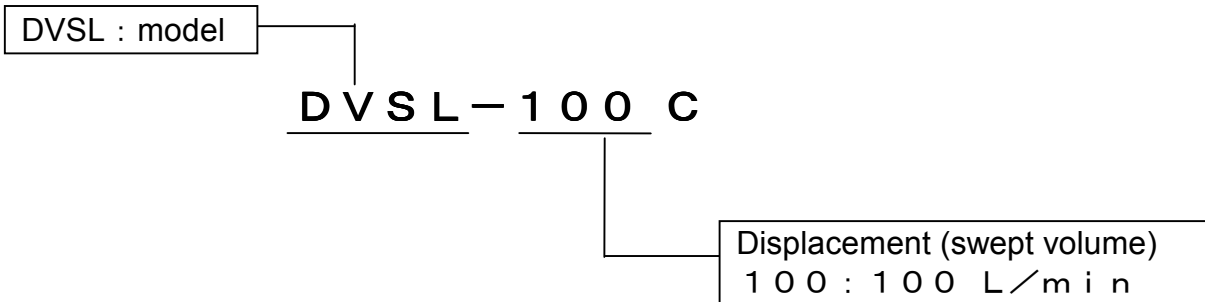 DVSL : model
DVSL-100 C
Displacement (swept volume)
100 : 100 L/min